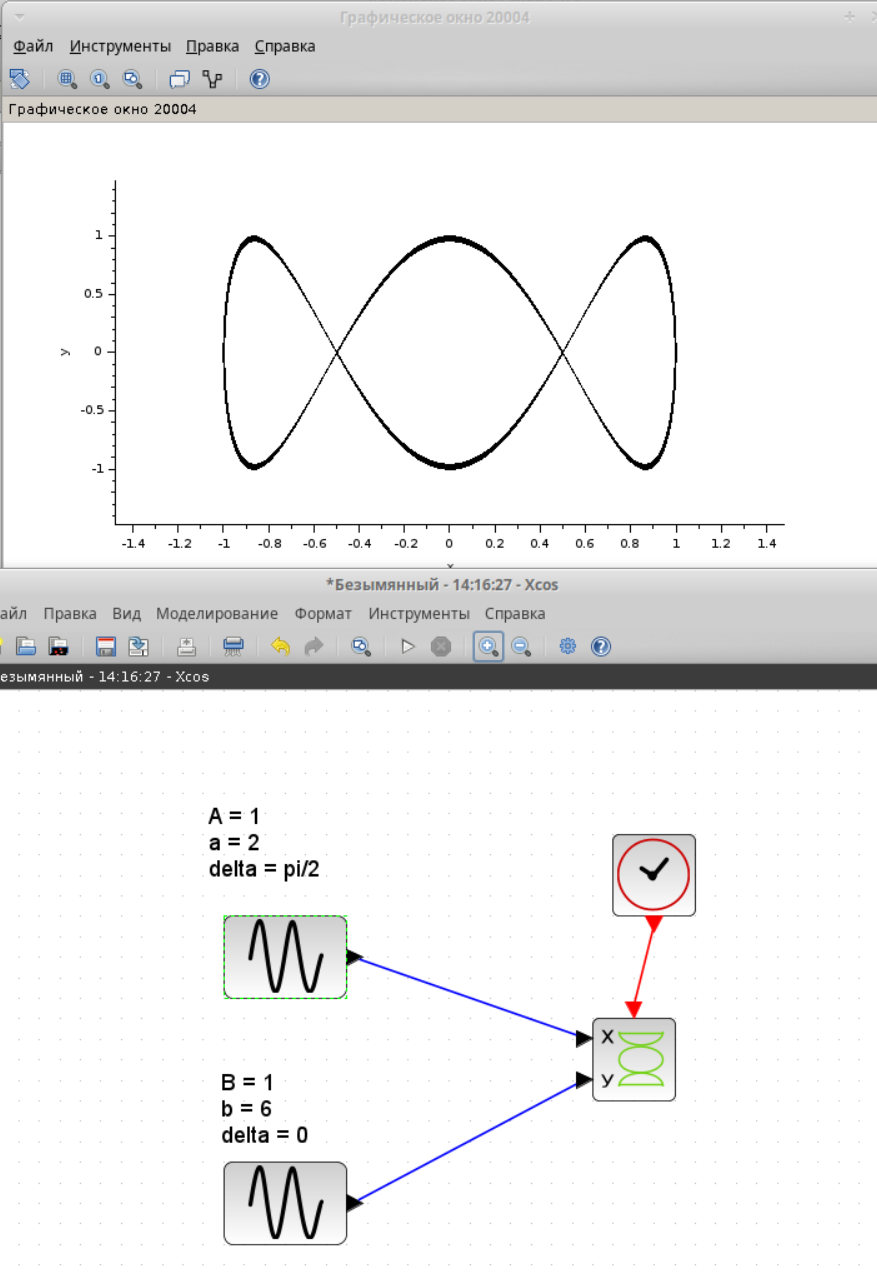 Графическое окно 20004
Файл Инструменты Правка Справка
Графическое окно 20004
1
0.5
0
-0.5
-1
y
-1.4 -1.2 -1 -0.8 -0.6 -0.4 -0.2 0 0.2 0.4 0.6 0.8 1 1.2 1.4
x
*Безымянный - 14:16:27 - Xcos
айл Правка Вид Моделирование Формат Инструменты Справка
езымянный - 14:16:27 - Xcos
A = 1
a = 2
delta = pi/2
X
y
B = 1
b = 6
delta = 0